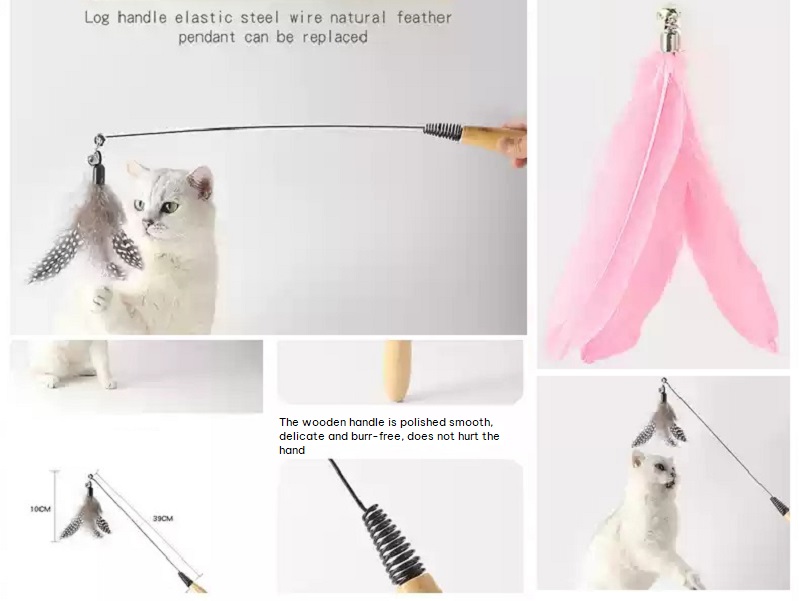 Log handle elastic steel wire natural feather
pendant can be replaced
The wooden handle is polished smooth,
delicate and burr-free, does not hurt the
hand
10CM
39CM